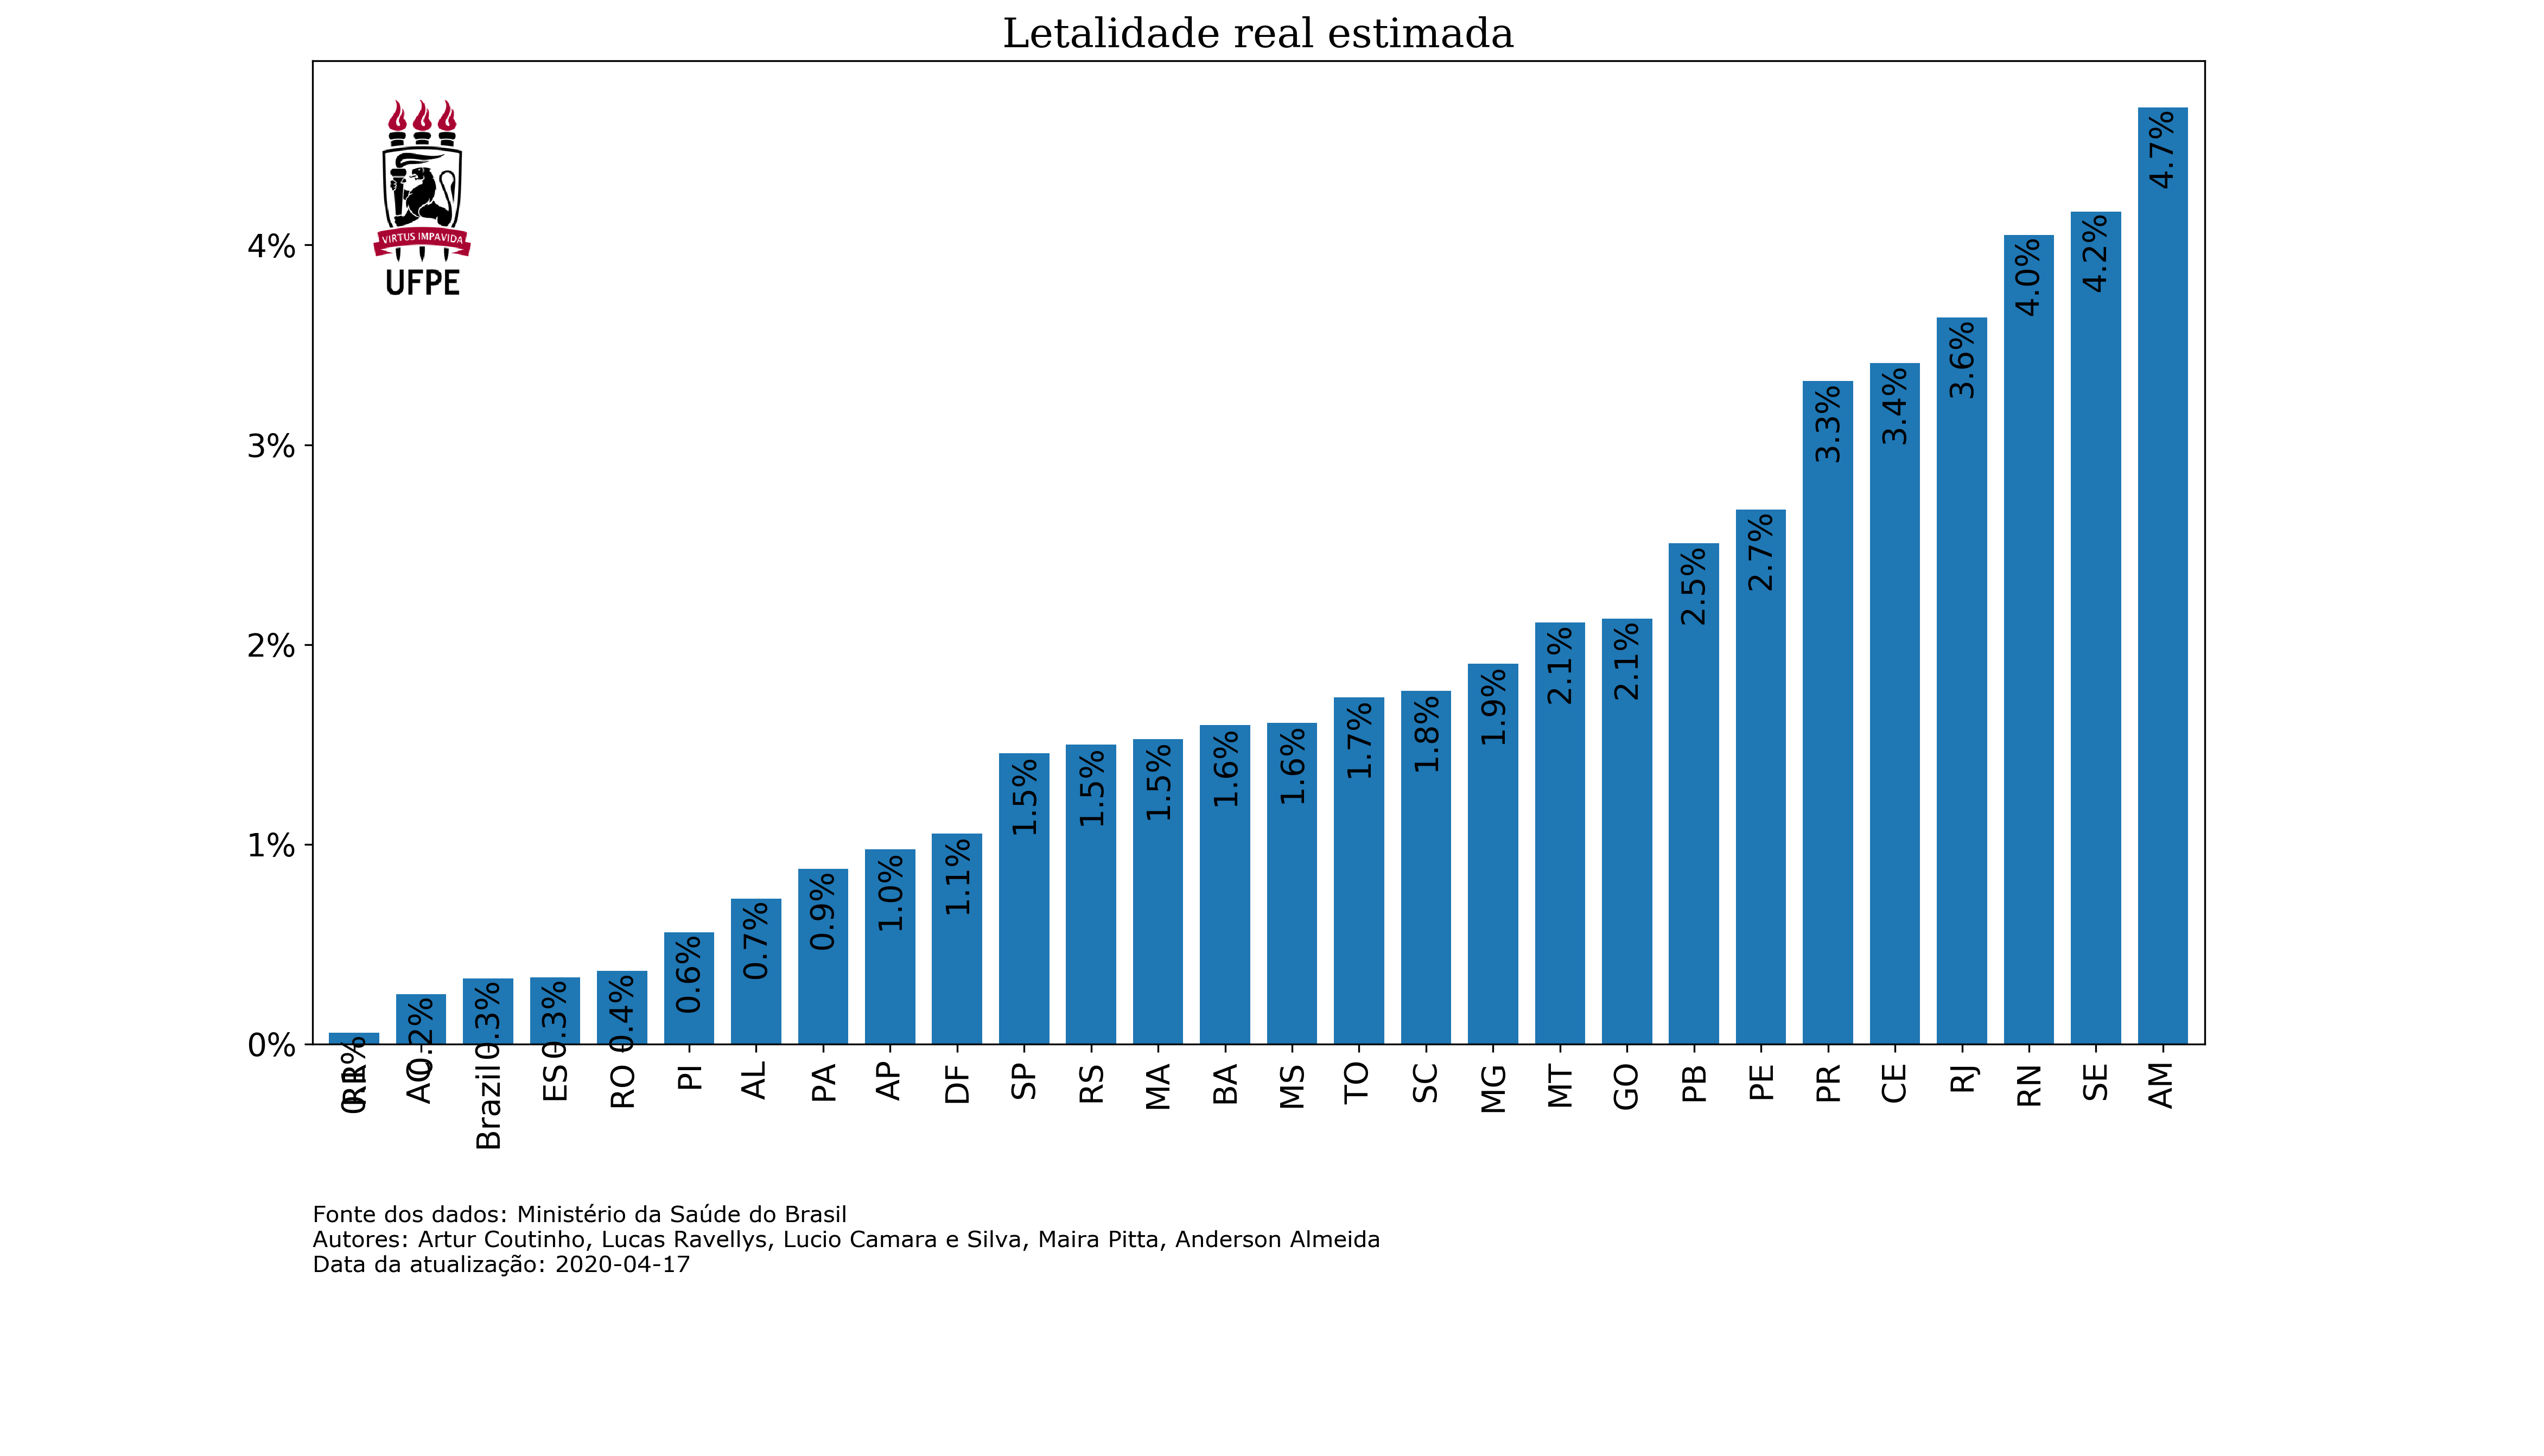 Letalidade real estimada
VIRTUS IMPAVIDA
UFPE
4%
3%
2%
1%
0%
0.1%
0.2%
0.3%
0.3%
0.4%
0.6%
0.7%
0.9%
1.0%
1.1%
1.5%
1.5%
1.5%
1.6%
1.6%
1.7%
1.8%
1.9%
2.1%
2.1%
2.5%
2.7%
3.3%
3.4%
3.6%
4.0%
4.2%
4.7%
RR
AC
Brazil
ES
RO
PI
AL
PA
AP
DF
SP
RS
MA
BA
MS
TO
SC
MG
MT
GO
PB
PE
PR
CE
RJ
RN
SE
AM
Fonte dos dados: Ministério da Saúde do Brasil
Autores: Artur Coutinho, Lucas Ravellys, Lucio Camara e Silva, Maira Pitta, Anderson Almeida
Data da atualização: 2020-04-17